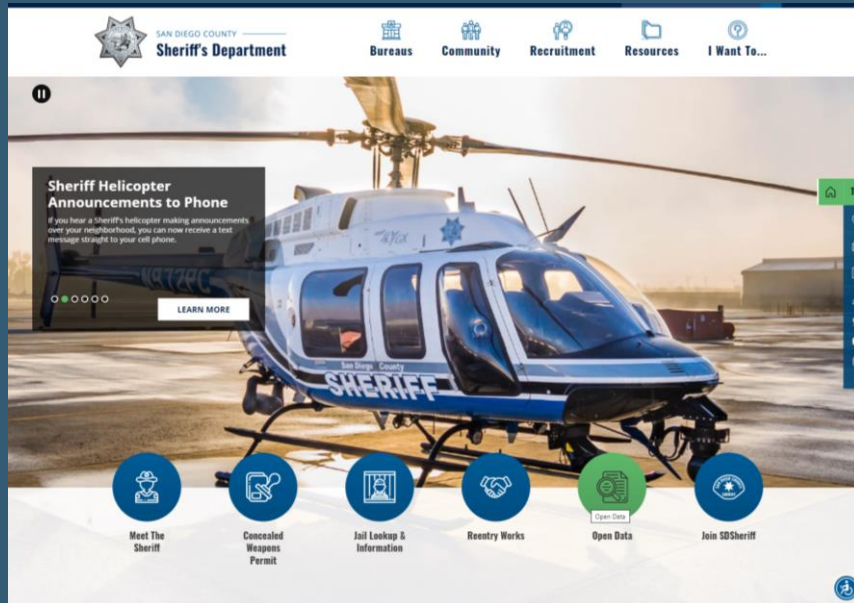 SAN DIEGO COUNTY
Sheriff's Department
Bureaus
Community
Recruitment
Resources
I Want To...
Sheriff Helicopter
Announcements to Phone
If you hear a Sheriff's helicopter making announcements
over your neighborhood, you can now receive a text
message straight to your cell phone.
LEARN MORE
San Diego County
SHERIFF
Open Data
Meet The
Sheriff
Concealed
Weapons
Permit
Jail Lookup &
Information
Reentry Works
Open Data
Join SDSheriff